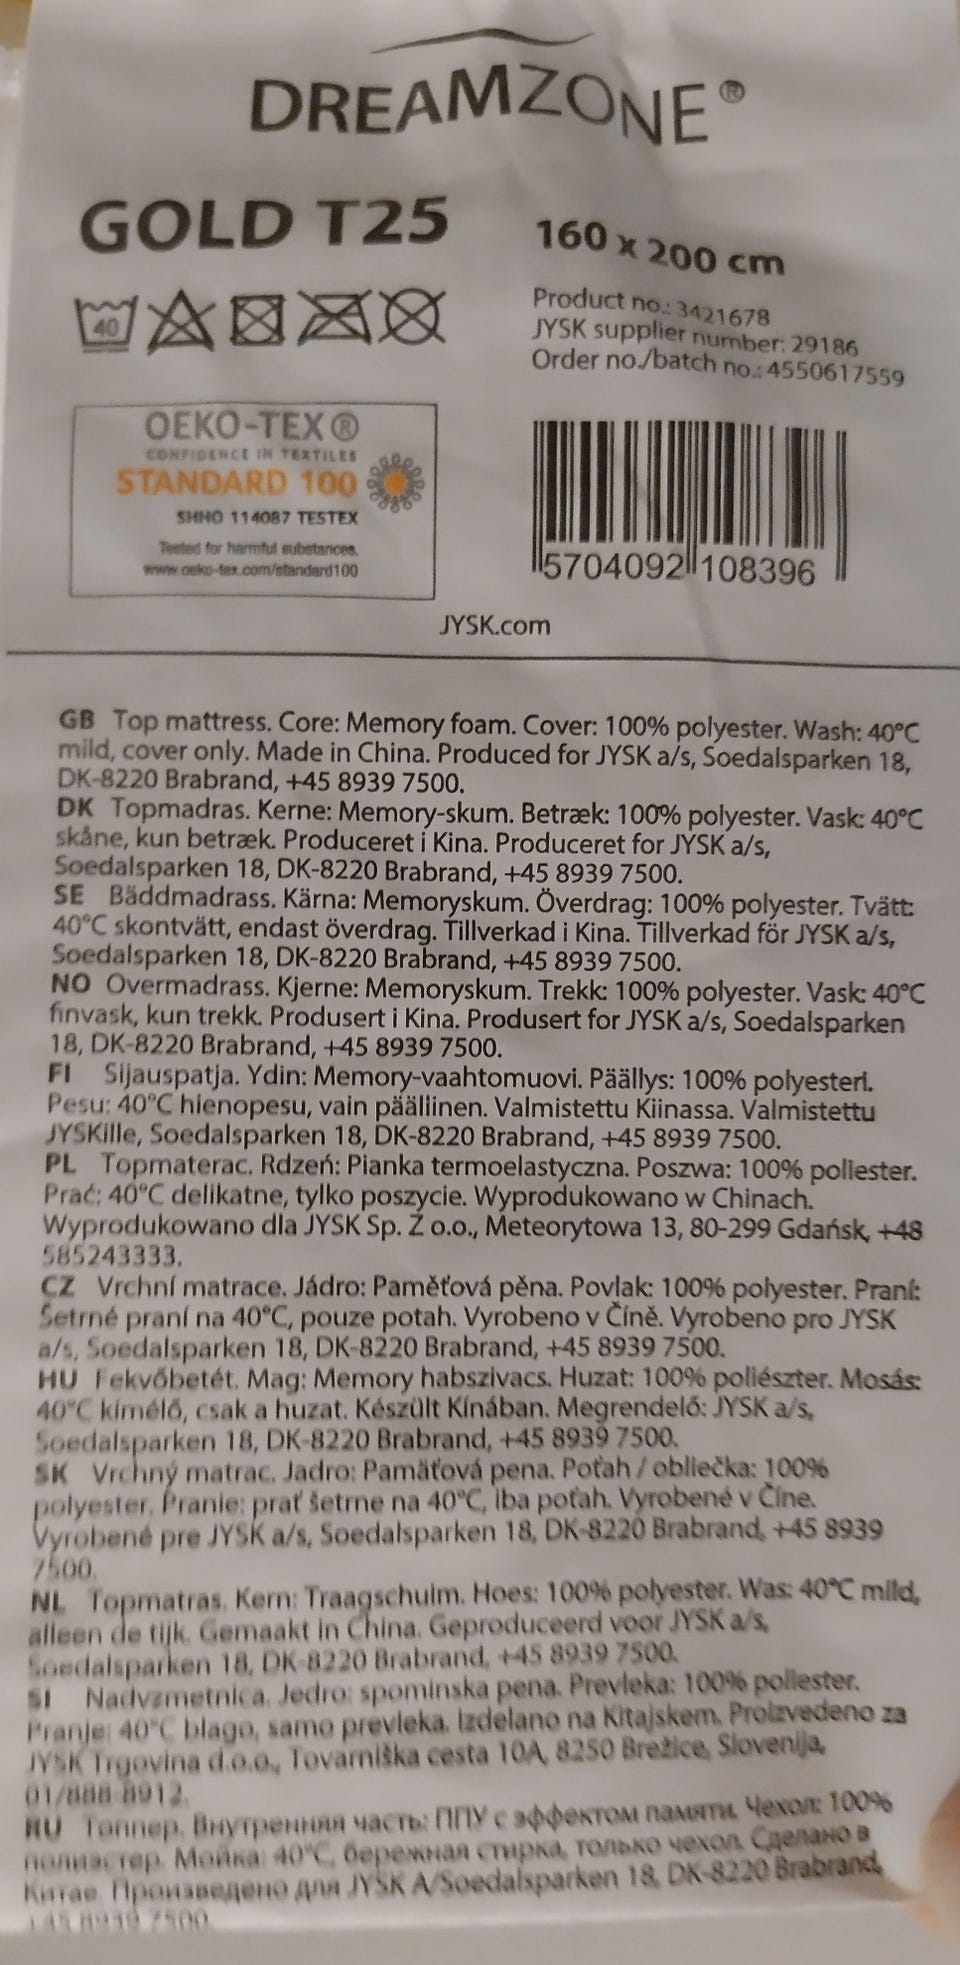 DREAMZONE®
GOLD T25
160 x 200 cm
40
Product no.: 3421678
JYSK supplier number: 29186
Order no./batch no.: 4550617559
OEKO-TEX®
CONFIDENCE IN TEXTILES
STANDARD 100
SHHO 114087 TESTEX
Tested for harmful substances.
www.oeko-tex.com/standard100
5704092 108396
JYSK.com
GB Top mattress. Core: Memory foam. Cover: 100% polyester. Wash: 40°C
mild, cover only. Made in China. Produced for JYSK a/s, Soedalsparken 18,
DK-8220 Brabrand, +45 8939 7500.
DK Topmadras. Kerne: Memory-skum. Betræk: 100% polyester. Vask: 40°C
skåne, kun betræk. Produceret i Kina. Produceret for JYSK a/s,
Soedalsparken 18, DK-8220 Brabrand, +45 8939 7500.
SE Bäddmadrass. Kärna: Memoryskum. Överdrag: 100% polyester. Tvätt:
40°C skontvätt, endast överdrag. Tillverkad i Kina. Tillverkad för JYSK a/s,
Soedalsparken 18, DK-8220 Brabrand, +45 8939 7500.
NO Overmadrass. Kjerne: Memoryskum. Trekk: 100% polyester. Vask: 40°C
finvask, kun trekk. Produsert i Kina. Produsert for JYSK a/s, Soedalsparken
18, DK-8220 Brabrand, +45 8939 7500.
FI Sijauspatja. Ydin: Memory-vaahtomuovi. Päällys: 100% polyesteri.
Pesu: 40°C hienopesu, vain päällinen. Valmistettu Kiinassa. Valmistettu
JYSKille, Soedalsparken 18, DK-8220 Brabrand, +45 8939 7500.
PL Topmaterac. Rdzeń: Pianka termoelastyczna. Poszwa: 100% poliester.
Prać: 40°C delikatne, tylko poszycie. Wyprodukowano w Chinach.
Wyprodukowano dla JYSK Sp. Z o.o., Meteorytowa 13, 80-299 Gdańsk, +48
585243333.
CZ Vrchní matrace. Jádro: Paměťová pěna. Povlak: 100% polyester. Praní:
Šetrné praní na 40°C, pouze potah. Vyrobeno v Číně. Vyrobeno pro JYSK
a/s, Soedalsparken 18, DK-8220 Brabrand, +45 8939 7500.
HU Fekvőbetét. Mag: Memory habszivacs. Huzat: 100% poliészter. Mosás:
40°C kímélő, csak a huzat. Készült Kínában. Megrendelő: JYSK a/s,
Soedalsparken 18, DK-8220 Brabrand, +45 8939 7500.
SK Vrchný matrac. Jadro: Pamäťová pena. Poťah / obliečka: 100%
polyester. Pranie: prať šetrne na 40°C, iba poťah. Vyrobené v Číne.
Vyrobené pre JYSK a/s, Soedalsparken 18, DK-8220 Brabrand, +45 8939
7500.
NL Topmatras. Kern: Traagschuim. Hoes: 100% polyester. Was: 40°C mild,
alleen de tijk. Gemaakt in China. Geproduceerd voor JYSK a/s,
Soedalsparken 18, DK-8220 Brabrand, +45 8939 7500.
SI Nadvzmetnica. Jedro: spominska pena. Prevleka: 100% poliester.
Pranje: 40°C blago, samo prevleka. Izdelano na Kitajskem. Proizvedeno za
JYSK Trgovina d.o.o., Tovarniška cesta 10A, 8250 Brežice, Slovenija,
01/888-8912.
RU Топпер. Внутренняя часть: ППУ с эффектом памяти. Чехол: 100%
полиэстер. Мойка: 40°C, бережная стирка, только чехол. Сделано в
Китае. Произведено для JYSK A/Soedalsparken 18, DK-8220 Brabrand,
+45 8939 7500.